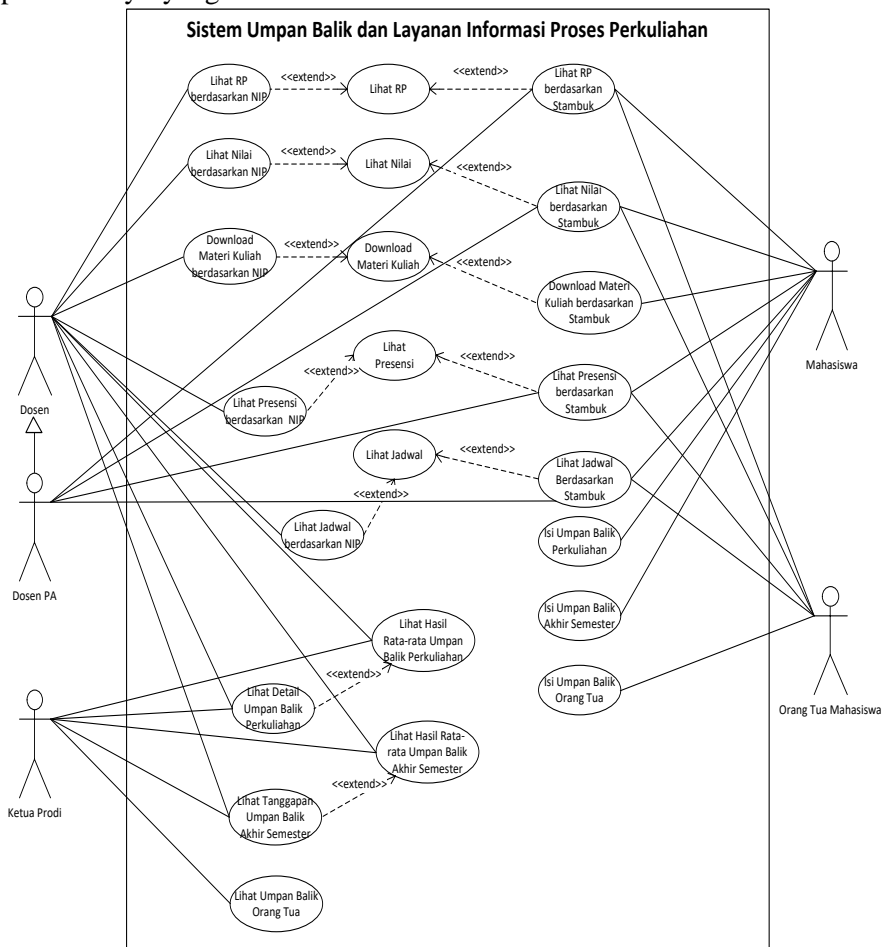 Sistem Umpan Balik dan Layanan Informasi Proses Perkuliahan
Lihat RP
berdasarkan NIP
<<extend>>
Lihat RP
<<extend>>
Lihat RP
berdasarkan
Stambuk
Lihat Nilai
berdasarkan NIP
<<extend>>
Lihat Nilai
<<extend>>
Lihat Nilai
berdasarkan
Stambuk
Download
Materi Kuliah
berdasarkan NIP
<<extend>>
Download
Materi Kuliah
<<extend>>
Download Materi
Kuliah berdasarkan
Stambuk
Mahasiswa
Dosen
Lihat
Presensi
<<extend>>
<<extend>>
Lihat Presensi
berdasarkan NIP
Lihat Presensi
berdasarkan
Stambuk
Lihat Jadwal
<<extend>>
Lihat Jadwal
Berdasarkan
Stambuk
<<extend>>
Lihat Jadwal
berdasarkan NIP
Isi Umpan Balik
Perkuliahan
Dosen PA
Isi Umpan Balik
Akhir Semester
Lihat Hasil
Rata-rata Umpan
Balik Perkuliahan
<<extend>>
Lihat Detail
Umpan Balik
Perkuliahan
Isi Umpan Balik
Orang Tua
Orang Tua Mahasiswa
Lihat Hasil Rata-
rata Umpan Balik
Akhir Semester
<<extend>>
Lihat Tanggapan
Umpan Balik
Akhir Semester
Ketua Prodi
Lihat Umpan Balik
Orang Tua